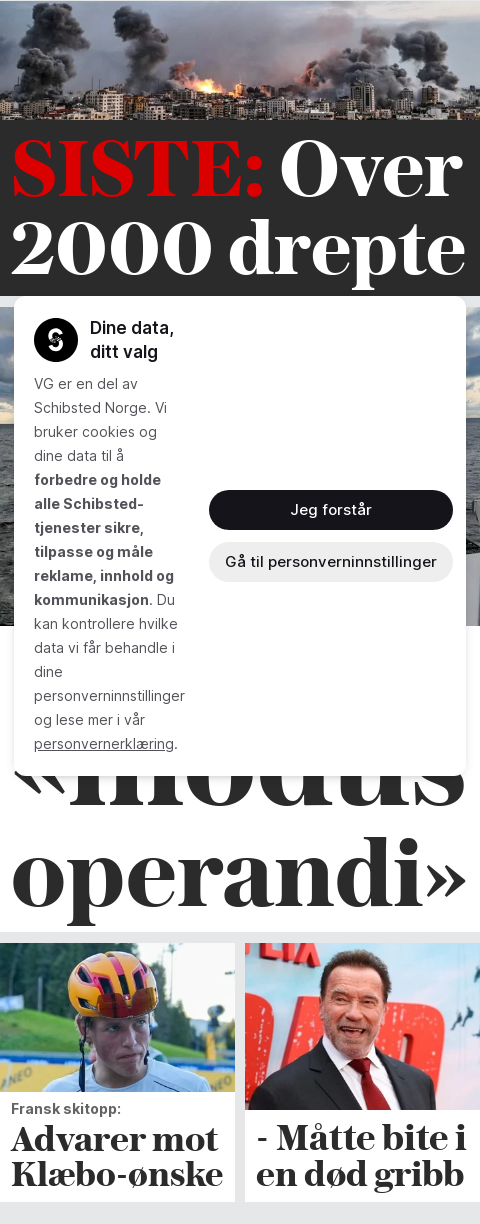 SISTE: Over
2000 drepte
Dine data,
ditt valg
VG er en del av
Schibsted Norge. Vi
bruker cookies og
dine data til å
forbedre og holde
alle Schibsted-
tjenester sikre,
tilpasse og måle
reklame, innhold og
kommunikasjon. Du
kan kontrollere hvilke
data vi får behandle i
dine
personverninnstillinger
og lese mer i vår
personvernerklæring.
Jeg forstår
Gå til personverninnstillinger
«modus
operandi»
Fransk skitopp:
Advarer mot
Klæbo-ønske
- Måtte bite i
en død gribb